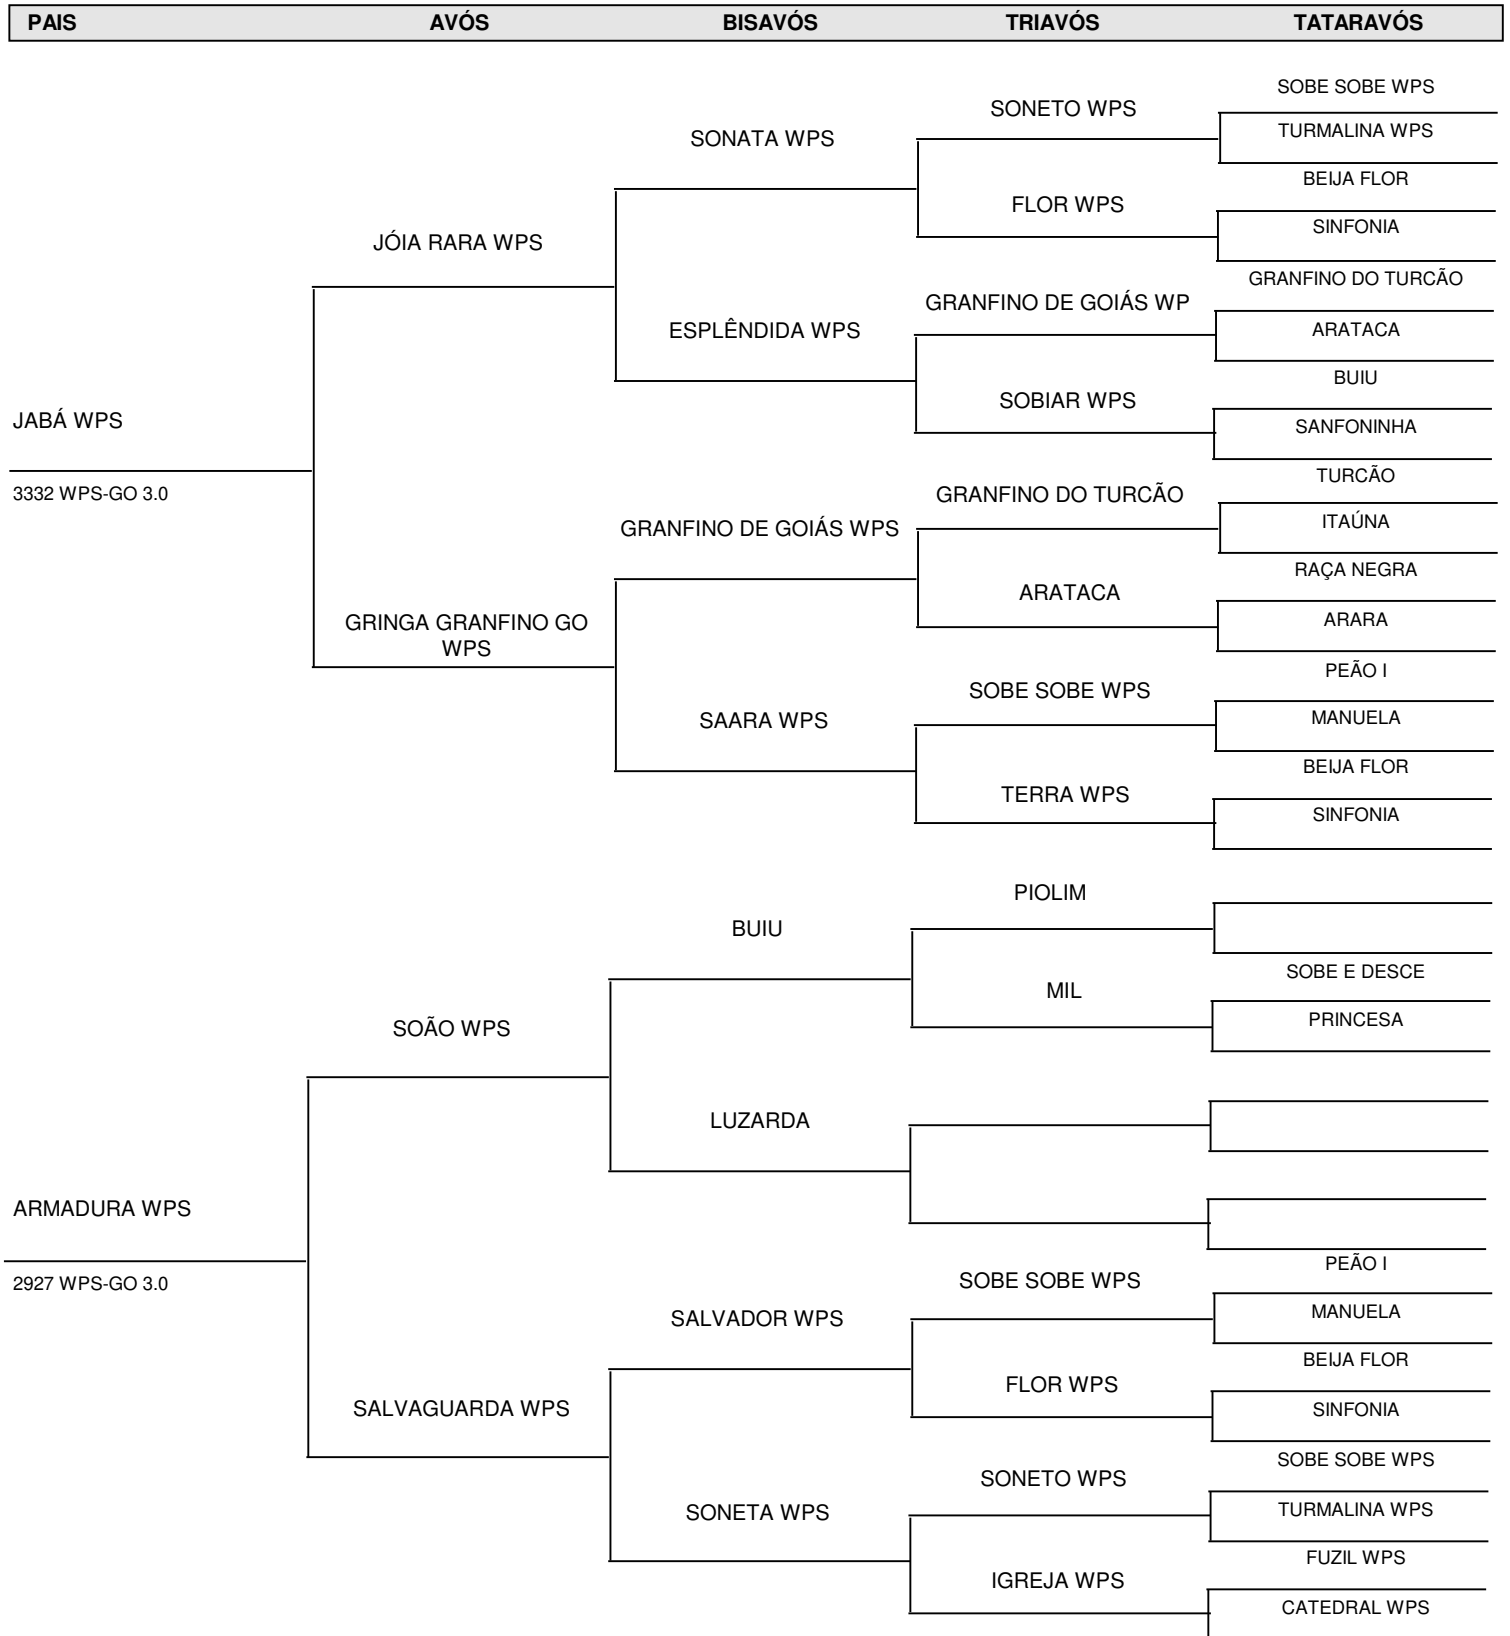 PAIS AVÓS BISAVÓS TRIAVÓS TATARAVÓS
SOBE SOBE WPS
SONETO WPS
TURMALINA WPS
SONATA WPS
BEIJA FLOR
FLOR WPS
SINFONIA
JÓIA RARA WPS
GRANFINO DO TURCÃO
GRANFINO DE GOIÁS WP
ARATACA
ESPLÊNDIDA WPS
BUIU
SOBIAR WPS
SANFONINHA
JABÁ WPS
3332 WPS-GO 3.0
TURCÃO
GRANFINO DO TURCÃO
ITAÚNA
GRANFINO DE GOIÁS WPS
RAÇA NEGRA
ARATACA
ARARA
GRINGA GRANFINO GO
WPS
PEÃO I
SOBE SOBE WPS
MANUELA
SAARA WPS
BEIJA FLOR
TERRA WPS
SINFONIA
PIOLIM
BUIU
SOBE E DESCE
MIL
PRINCESA
SOÃO WPS
LUZARDA
ARMADURA WPS
2927 WPS-GO 3.0
PEÃO I
SOBE SOBE WPS
MANUELA
SALVADOR WPS
BEIJA FLOR
FLOR WPS
SINFONIA
SALVAGUARDA WPS
SOBE SOBE WPS
SONETO WPS
TURMALINA WPS
SONETA WPS
FUZIL WPS
IGREJA WPS
CATEDRAL WPS